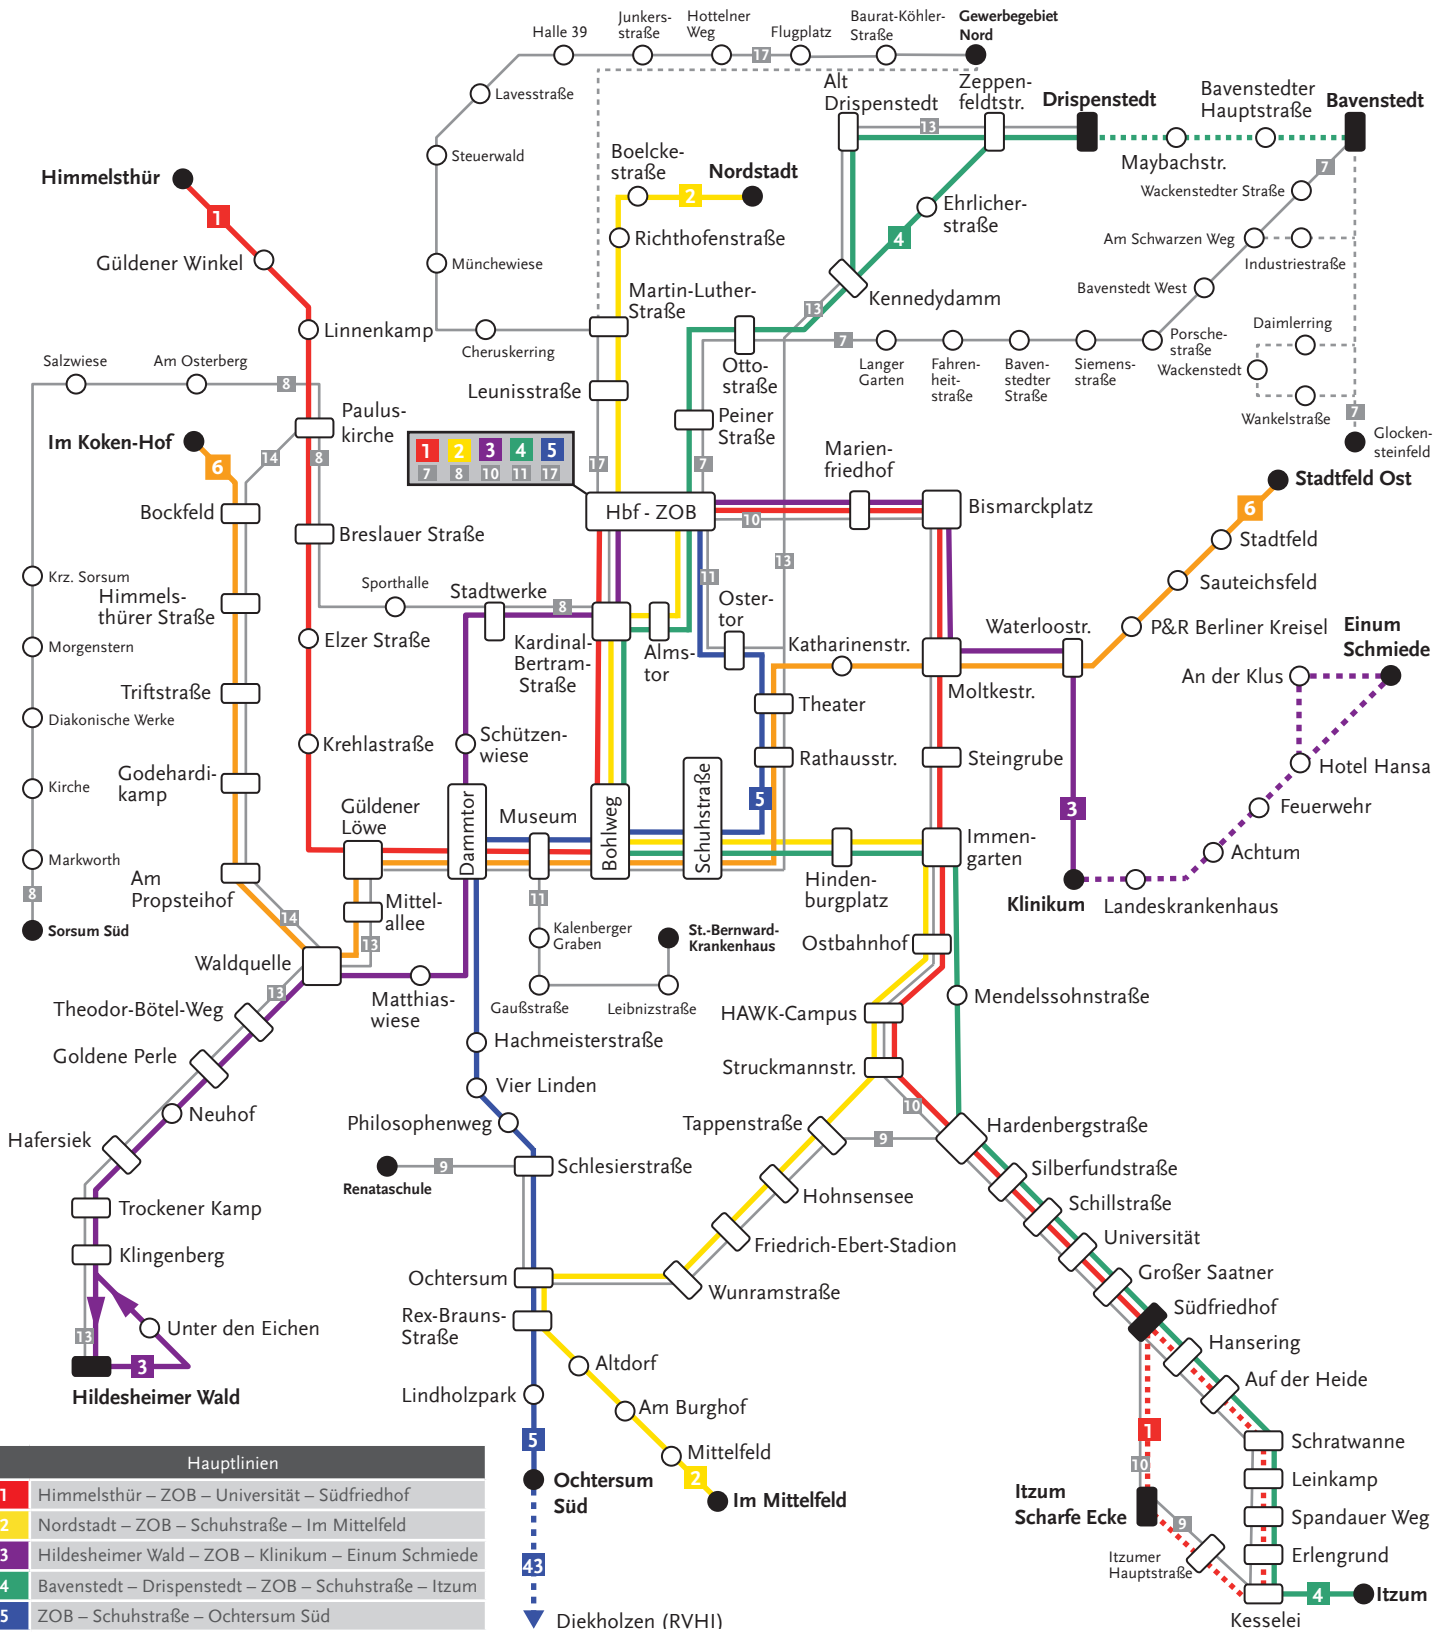 Halle 39
Junkers-
straße
Hottelner
Weg
17
Flugplatz
Baurat-Köhler-
Straße
Gewerbegebiet
Nord
Lavesstraße
Steuerwald
Münchewiese
Cheruskerring
Alt
Drispenstedt
13
Zeppen-
feldtstr.
Drispenstedt
Bavenstedter
Hauptstraße
Bavenstedt
Maybachstr.
7
Wackenstedter Straße
Am Schwarzen Weg
Industriestraße
Bavenstedt West
Daimlerring
Porsche-
straße
Wackenstedt
Wankelstraße
7
Glocken-
steinfeld
Himmelsthür
1
Güldener Winkel
Linnenkamp
Boelcke-
straße
Nordstadt
2
Richthofenstraße
Martin-Luther-
Straße
Leunisstraße
Ehrlicher-
straße
4
Kennedydamm
13
7
Otto-
straße
Langer
Garten
Fahren-
heit-
straße
Baven-
stedter
Straße
Siemens-
straße
Peiner
Straße
Salzwiese
Am Osterberg
8
Im Koken-Hof
6
Paulus-
kirche
14
8
1 2 3 4 5
7 8 10 11 17
17
7
Hbf - ZOB
Marien-
friedhof
10
Bismarckplatz
Stadtfeld Ost
6
Stadtfeld
Sauteichsfeld
P&R Berliner Kreisel
Bockfeld
Breslauer Straße
Krz. Sorsum
Himmels-
thürer Straße
Sporthalle
Stadtwerke
8
11
13
Oster-
tor
Morgenstern
Elzer Straße
Kardinal-
Bertram-
Straße
Alms-
tor
Katharinenstr.
Waterloostr.
Einum
Schmiede
An der Klus
Moltkestr.
Triftstraße
Diakonische Werke
Theater
Krehlastraße
Schützen-
wiese
Rathausstr.
Steingrube
Hotel Hansa
Godehardi-
kamp
Kirche
Güldener
Löwe
Dammtor
Museum
Bohlweg
Schuhstraße
5
3
Feuerwehr
Immen-
garten
Achtum
Markworth
8
Am
Propsteihof
Mittel-
allee
11
Hinden-
burgplatz
Klinikum
Landeskrankenhaus
Sorsum Süd
14
13
Kalenberger
Graben
St.-Bernward-
Krankenhaus
Ostbahnhof
Waldquelle
13
Matthias-
wiese
Gaußstraße
Leibnizstraße
Mendelssohnstraße
Theodor-Bötel-Weg
HAWK-Campus
Goldene Perle
Hachmeisterstraße
Struckmannstr.
Vier Linden
10
Neuhof
Philosophenweg
Tappenstraße
9
Hardenbergstraße
Hafersiek
9
Renataschule
Schlesierstraße
Silberfundstraße
Hohnsensee
Schillstraße
Trockener Kamp
Friedrich-Ebert-Stadion
Universität
Klingenberg
Ochtersum
Wunramstraße
Großer Saatner
Rex-Brauns-
Straße
Südfriedhof
Unter den Eichen
13
3
Hildesheimer Wald
Altdorf
Hansering
Lindholzpark
Auf der Heide
Am Burghof
1
5
Mittelfeld
10
Schratwanne
2
Leinkamp
Ochtersum
Süd
Im Mittelfeld
Itzum
Scharfe Ecke
9
Spandauer Weg
Itzumer
Hauptstraße
Erlengrund
43
4
Itzum
Kesselei
Diekholzen (RVHI)
Hauptlinien
1 Himmelsthür – ZOB – Universität – Südfriedhof
2 Nordstadt – ZOB – Schuhstraße – Im Mittelfeld
3 Hildesheimer Wald – ZOB – Klinikum – Einum Schmiede
4 Bavenstedt – Drispenstedt – ZOB – Schuhstraße – Itzum
5 ZOB – Schuhstraße – Ochtersum Süd